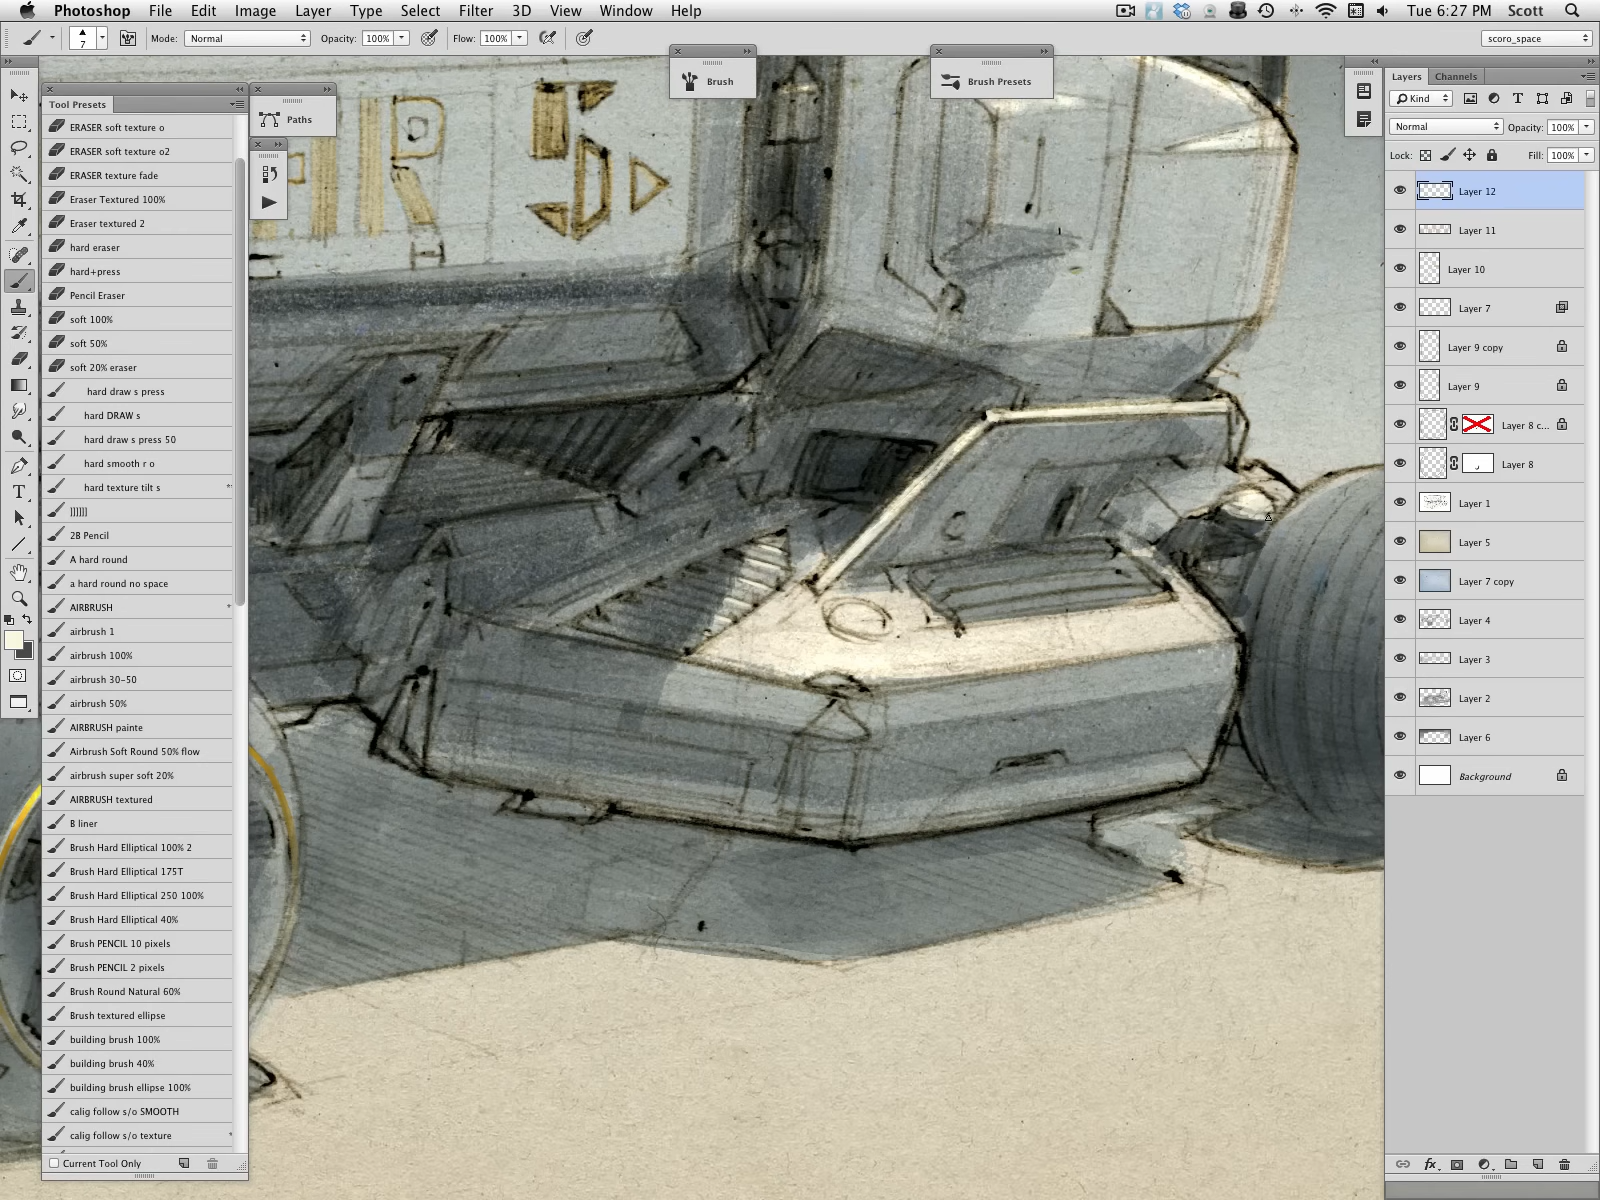 Photoshop File Edit Image Layer Type Select Filter 3D View Window Help Tue 6:27 PM Scott
7 Mode: Normal Opacity: 100% Flow: 100% scoro_space
Brush
Brush Presets
Tool Presets
Paths
ERASER soft texture o
ERASER soft texture o2
ERASER texture fade
Eraser Textured 100%
Eraser textured 2
hard eraser
hard+press
Pencil Eraser
soft 100%
soft 50%
soft 20% eraser
hard draw s press
hard DRAW s
hard draw s press 50
hard smooth r o
hard texture tilt s
]]]]]]
2B Pencil
A hard round
a hard round no space
AIRBRUSH
airbrush 1
airbrush 100%
airbrush 30-50
airbrush 50%
AIRBRUSH painte
Airbrush Soft Round 50% flow
airbrush super soft 20%
AIRBRUSH textured
B liner
Brush Hard Elliptical 100% 2
Brush Hard Elliptical 175T
Brush Hard Elliptical 250 100%
Brush Hard Elliptical 40%
Brush PENCIL 10 pixels
Brush PENCIL 2 pixels
Brush Round Natural 60%
Brush textured ellipse
building brush 100%
building brush 40%
building brush ellipse 100%
calig follow s/o SMOOTH
calig follow s/o texture
Current Tool Only
Layers Channels
Kind
Normal Opacity: 100%
Lock: Fill: 100%
Layer 12
Layer 11
Layer 10
Layer 7
Layer 9 copy
Layer 9
Layer 8 c...
Layer 8
Layer 1
Layer 5
Layer 7 copy
Layer 4
Layer 3
Layer 2
Layer 6
Background